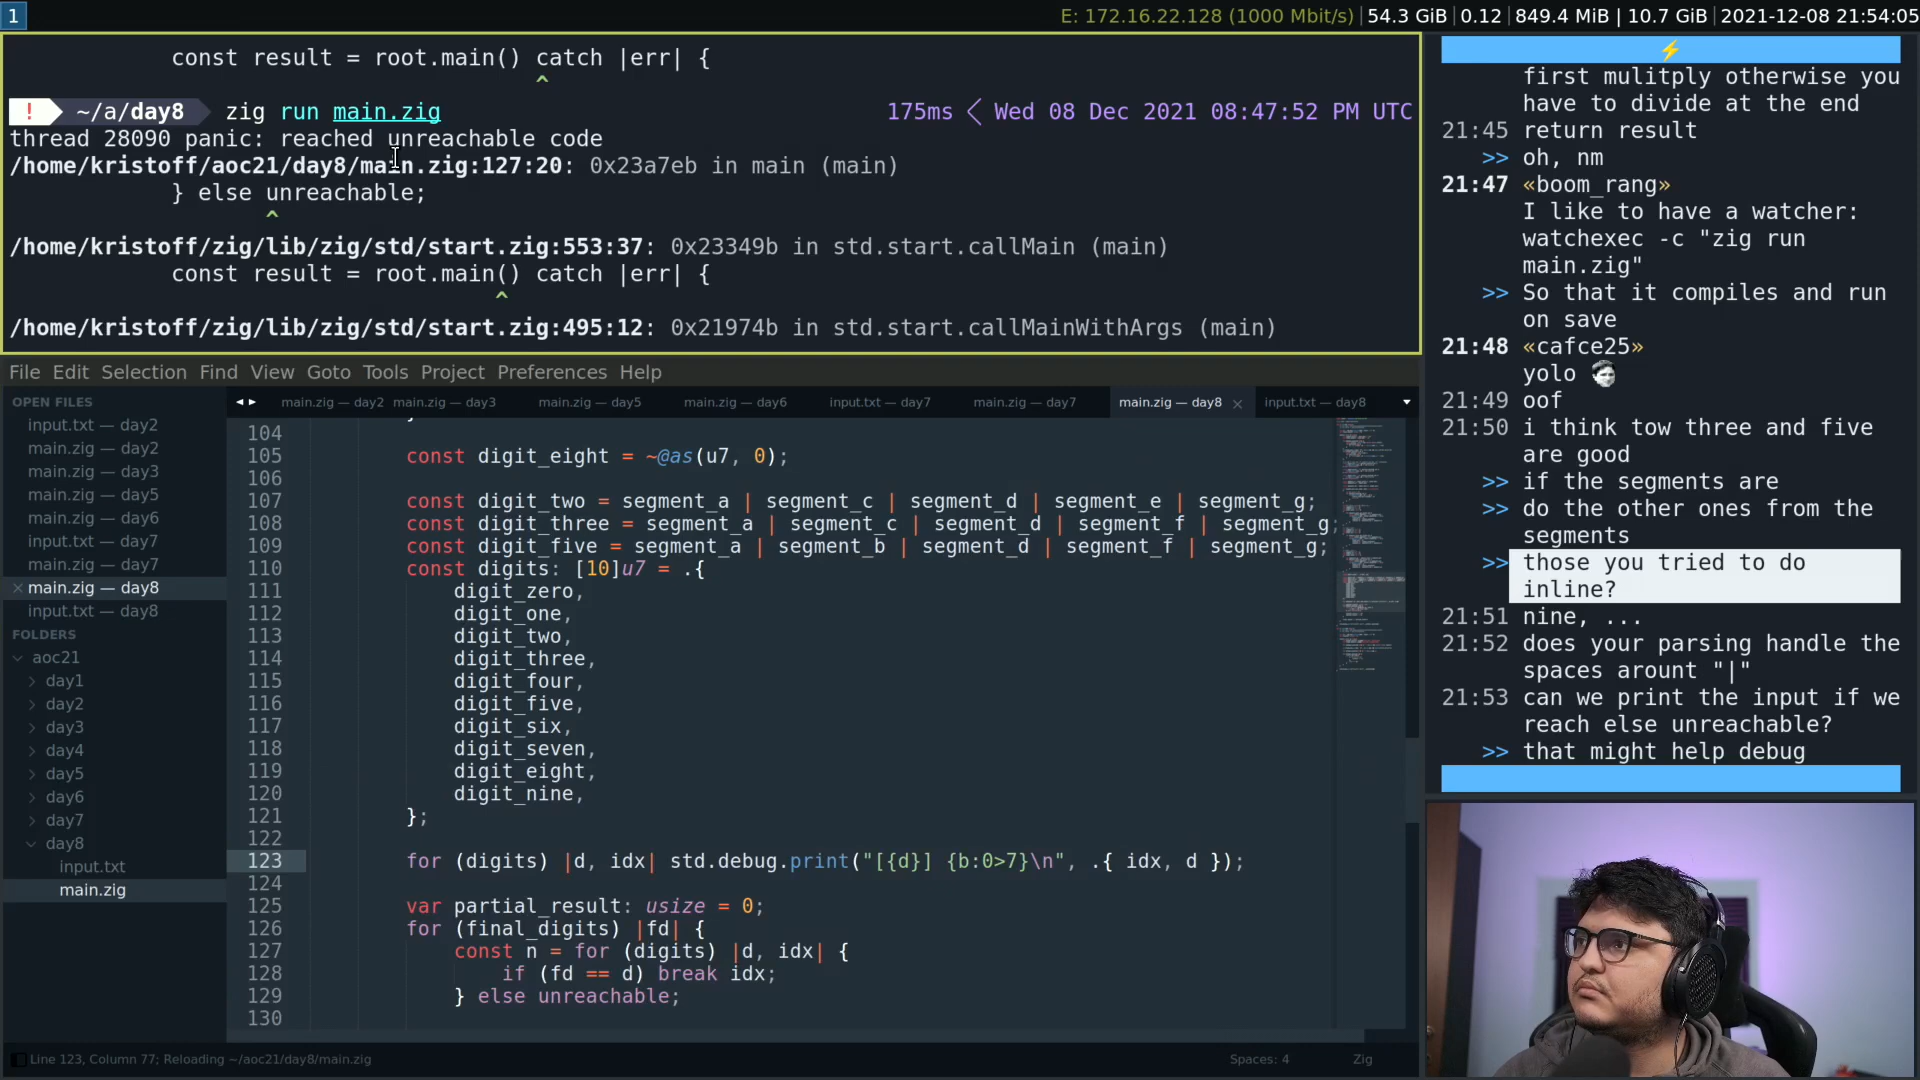 1
E: 172.16.22.128 (1000 Mbit/s)│54.3 GiB│0.12│849.4 MiB│10.7 GiB│2021-12-08 21:54:05
const result = root.main() catch |err| {
^
! ~/a/day8 zig run main.zig 175ms Wed 08 Dec 2021 08:47:52 PM UTC
thread 28090 panic: reached unreachable code
/home/kristoff/aoc21/day8/main.zig:127:20: 0x23a7eb in main (main)
} else unreachable;
^
/home/kristoff/zig/lib/zig/std/start.zig:553:37: 0x23349b in std.start.callMain (main)
const result = root.main() catch |err| {
^
/home/kristoff/zig/lib/zig/std/start.zig:495:12: 0x21974b in std.start.callMainWithArgs (main)
File Edit Selection Find View Goto Tools Project Preferences Help
OPEN FILES
input.txt — day2
main.zig — day2
main.zig — day3
main.zig — day5
main.zig — day6
input.txt — day7
main.zig — day7
main.zig — day8
input.txt — day8
FOLDERS
aoc21
day1
day2
day3
day4
day5
day6
day7
day8
input.txt
main.zig
main.zig — day2 main.zig — day3 main.zig — day5 main.zig — day6 input.txt — day7 main.zig — day7 main.zig — day8 input.txt — day8
104
105 const digit_eight = ~@as(u7, 0);
106
107 const digit_two = segment_a | segment_c | segment_d | segment_e | segment_g;
108 const digit_three = segment_a | segment_c | segment_d | segment_f | segment_g;
109 const digit_five = segment_a | segment_b | segment_d | segment_f | segment_g;
110 const digits: [10]u7 = .{
111 digit_zero,
112 digit_one,
113 digit_two,
114 digit_three,
115 digit_four,
116 digit_five,
117 digit_six,
118 digit_seven,
119 digit_eight,
120 digit_nine,
121 };
122
123 for (digits) |d, idx| std.debug.print("[{d}] {b:0>7}\n", .{ idx, d });
124
125 var partial_result: usize = 0;
126 for (final_digits) |fd| {
127 const n = for (digits) |d, idx| {
128 if (fd == d) break idx;
129 } else unreachable;
130
Line 123, Column 77; Reloading ~/aoc21/day8/main.zig Spaces: 4 Zig
first mulitply otherwise you
have to divide at the end
21:45 return result
>> oh, nm
21:47 «boom_rang»
I like to have a watcher:
watchexec -c "zig run
main.zig"
>> So that it compiles and run
on save
21:48 «cafce25»
yolo
21:49 oof
21:50 i think tow three and five
are good
>> if the segments are
>> do the other ones from the
segments
>> those you tried to do
inline?
21:51 nine, ...
21:52 does your parsing handle the
spaces arount "|"
21:53 can we print the input if we
reach else unreachable?
>> that might help debug